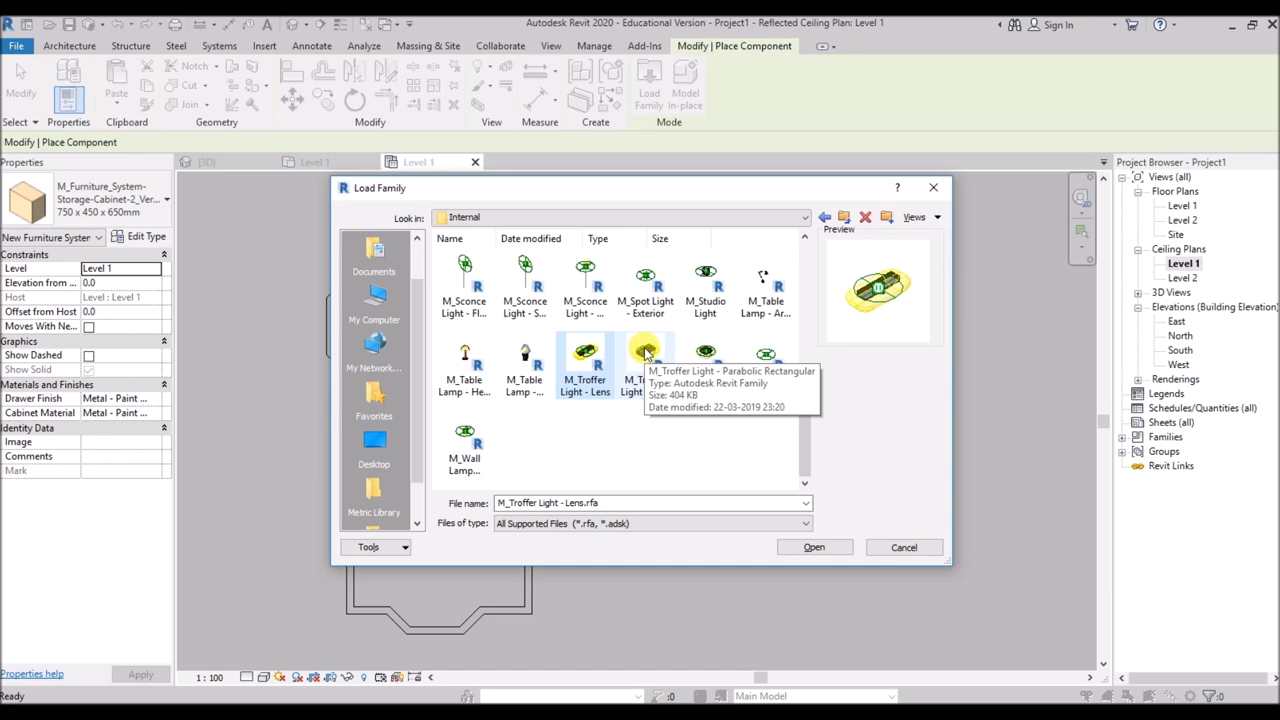 Autodesk Revit 2020 - Educational Version - Project1 - Reflected Ceiling Plan: Level 1
Sign In
File Architecture Structure Steel Systems Insert Annotate Analyze Massing & Site Collaborate View Manage Add-Ins Modify | Place Component
Modify
Paste
Notch
Cut
Join
Load Family
Model In-place
Select Properties Clipboard Geometry Modify View Measure Create Mode
Modify | Place Component
Properties
M_Furniture_System-Storage-Cabinet-2_Ver...
750 x 450 x 650mm
New Furniture System
Edit Type
Constraints
Level Level 1
Elevation from ... 0.0
Host Level : Level 1
Offset from Host 0.0
Moves With Ne...
Graphics
Show Dashed
Show Solid
Materials and Finishes
Drawer Finish Metal - Paint ...
Cabinet Material Metal - Paint ...
Identity Data
Image
Comments
Mark
Properties help
Apply
{3D} Level 1 Level 1
Load Family
Look in: Internal
Views
Name Date modified Type Size
Preview
Documents
My Computer
My Network...
Favorites
Desktop
Metric Library
M_Sconce Light - Fl...
M_Sconce Light - S...
M_Sconce Light - ...
M_Spot Light - Exterior
M_Studio Light
M_Table Lamp - Ar...
M_Table Lamp - He...
M_Table Lamp - ...
M_Troffer Light - Lens
M_Troffer Light - Parabolic Rectangular
Type: Autodesk Revit Family
Size: 404 KB
Date modified: 22-03-2019 23:20
M_Wall Lamp...
File name: M_Troffer Light - Lens.rfa
Files of type: All Supported Files (*.rfa, *.adsk)
Tools
Open
Cancel
Project Browser - Project1
Views (all)
Floor Plans
Level 1
Level 2
Site
Ceiling Plans
Level 1
Level 2
3D Views
Elevations (Building Elevation)
East
North
South
West
Renderings
Legends
Schedules/Quantities (all)
Sheets (all)
Families
Groups
Revit Links
1 : 100
Ready
:0
Main Model
:0